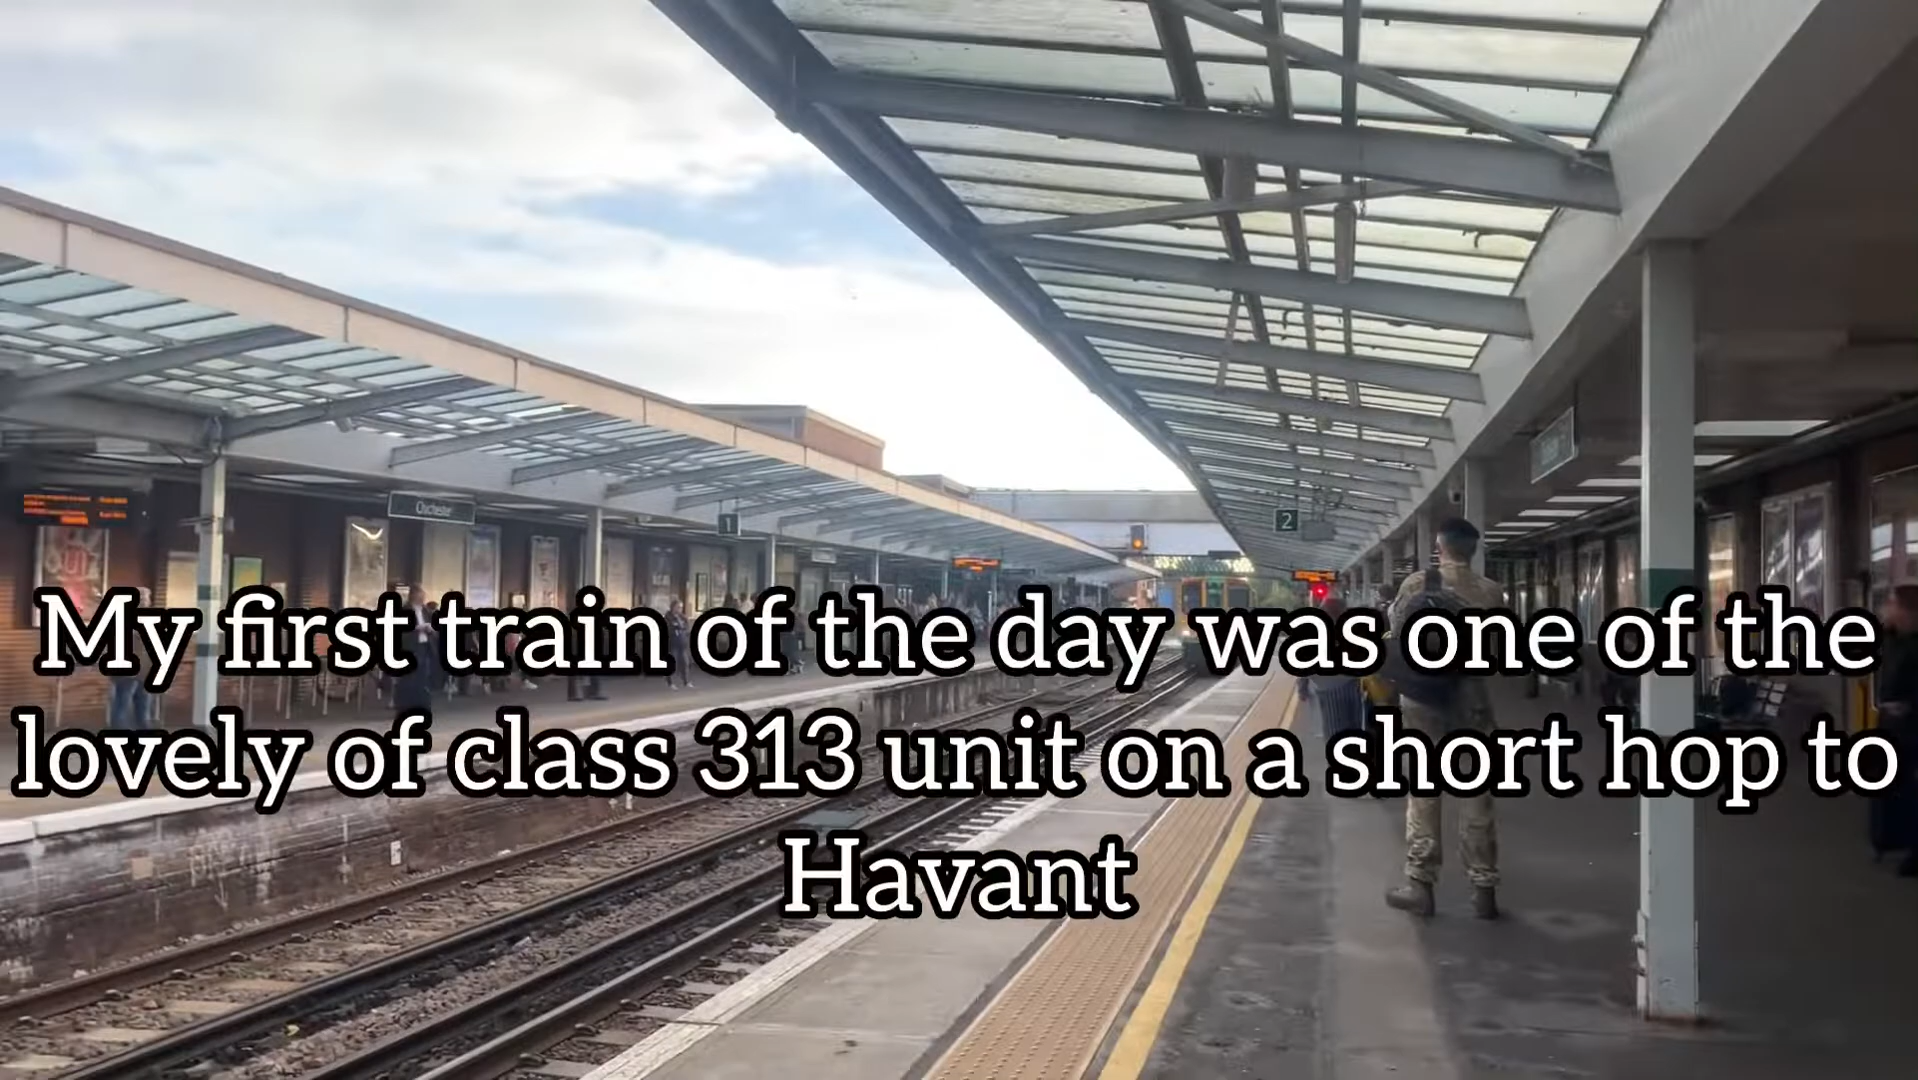 Chichester
1
2
My first train of the day was one of the
lovely of class 313 unit on a short hop to
Havant